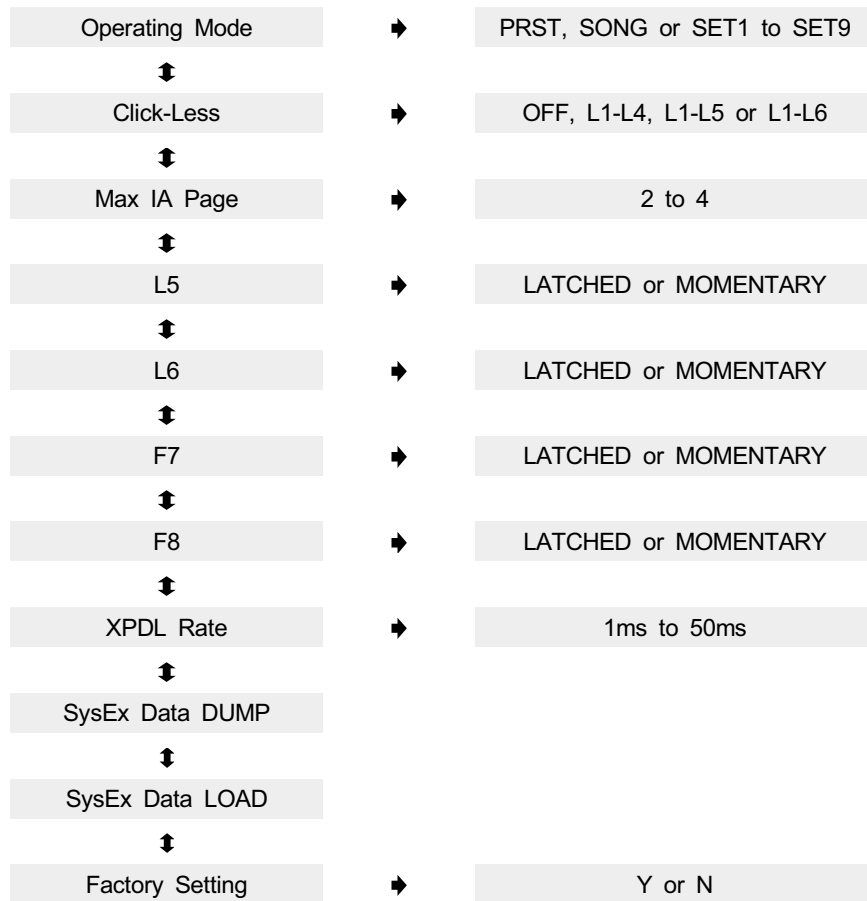 Operating Mode PRST, SONG or SET1 to SET9
Click-Less OFF, L1-L4, L1-L5 or L1-L6
Max IA Page 2 to 4
L5 LATCHED or MOMENTARY
L6 LATCHED or MOMENTARY
F7 LATCHED or MOMENTARY
F8 LATCHED or MOMENTARY
XPDL Rate 1ms to 50ms
SysEx Data DUMP
SysEx Data LOAD
Factory Setting Y or N